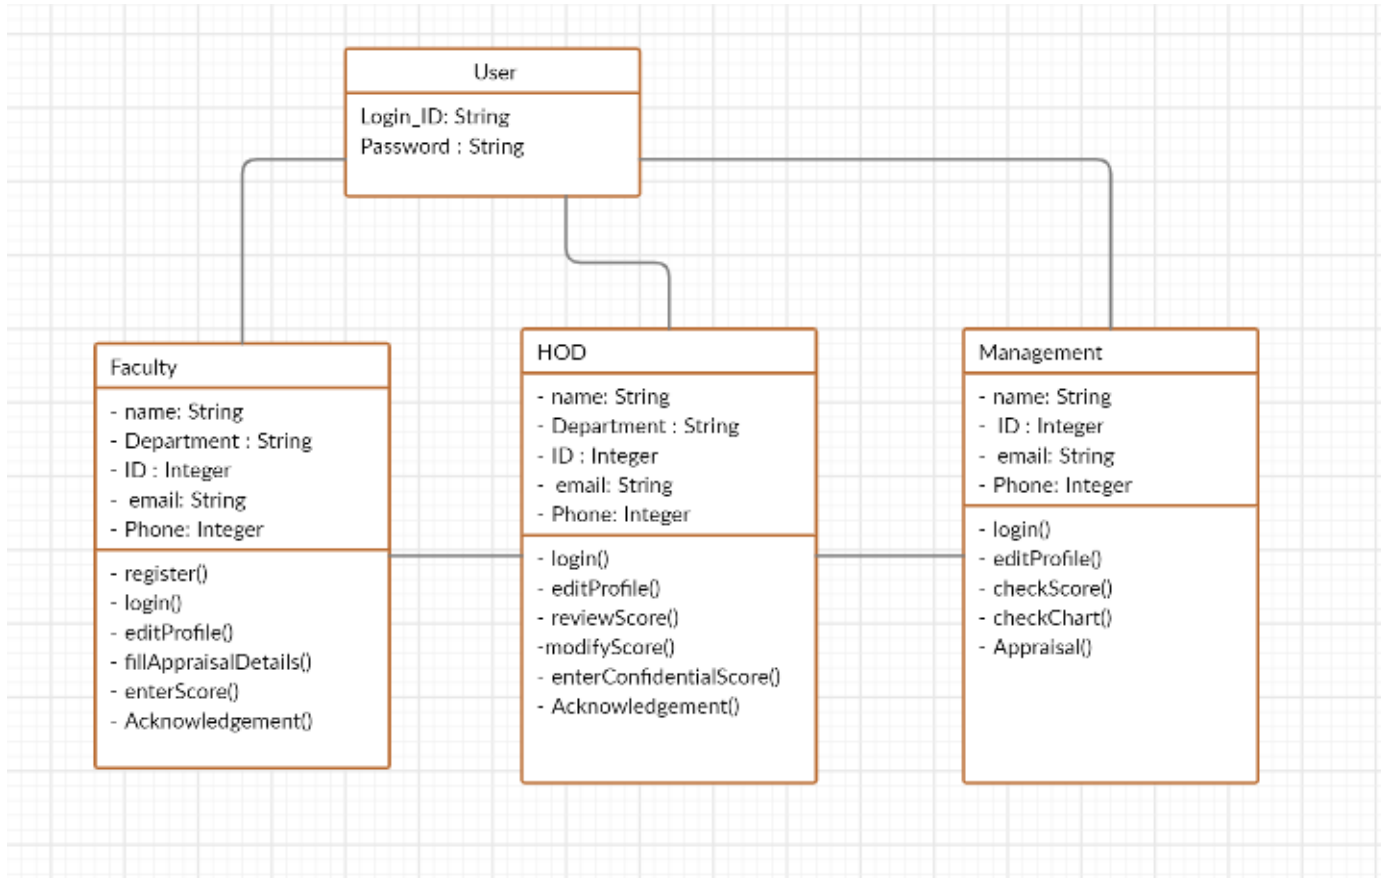 User
Login_ID: String
Password : String
Faculty
- name: String
- Department : String
- ID : Integer
- email: String
- Phone: Integer
- register()
- login()
- editProfile()
- fillAppraisalDetails()
- enterScore()
- Acknowledgement()
HOD
- name: String
- Department : String
- ID : Integer
- email: String
- Phone: Integer
- login()
- editProfile()
- reviewScore()
-modifyScore()
- enterConfidentialScore()
- Acknowledgement()
Management
- name: String
- ID : Integer
- email: String
- Phone: Integer
- login()
- editProfile()
- checkScore()
- checkChart()
- Appraisal()